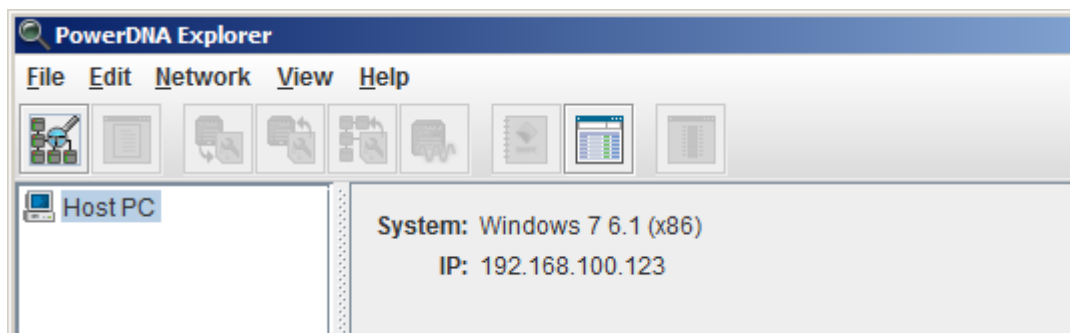 PowerDNA Explorer
File Edit Network View Help
Host PC
System: Windows 7 6.1 (x86)
IP: 192.168.100.123